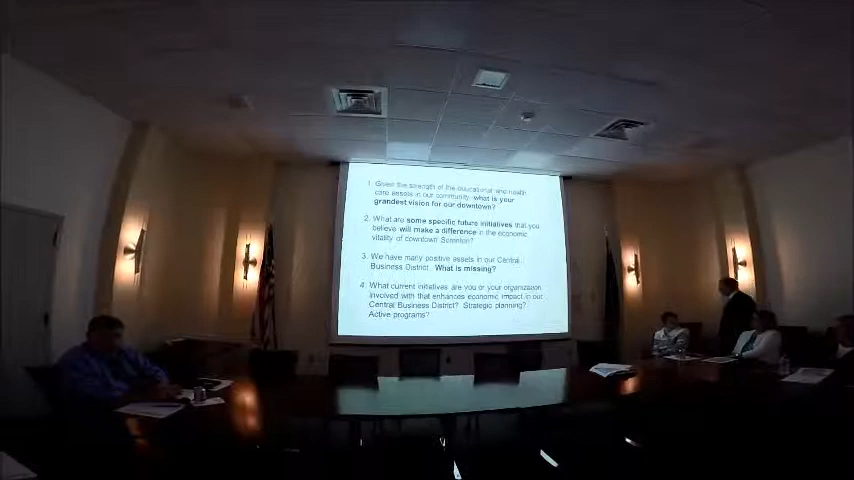 1. Given the strength of the educational and health
care assets in our community, what is your
grandest vision for our downtown?
2. What are some specific future initiatives that you
believe will make a difference in the economic
vitality of downtown Scranton?
3. We have many positive assets in our Central
Business District. What is missing?
4. What current initiatives are you or your organization
involved with that enhances economic impact in our
Central Business District? Strategic planning?
Active programs?